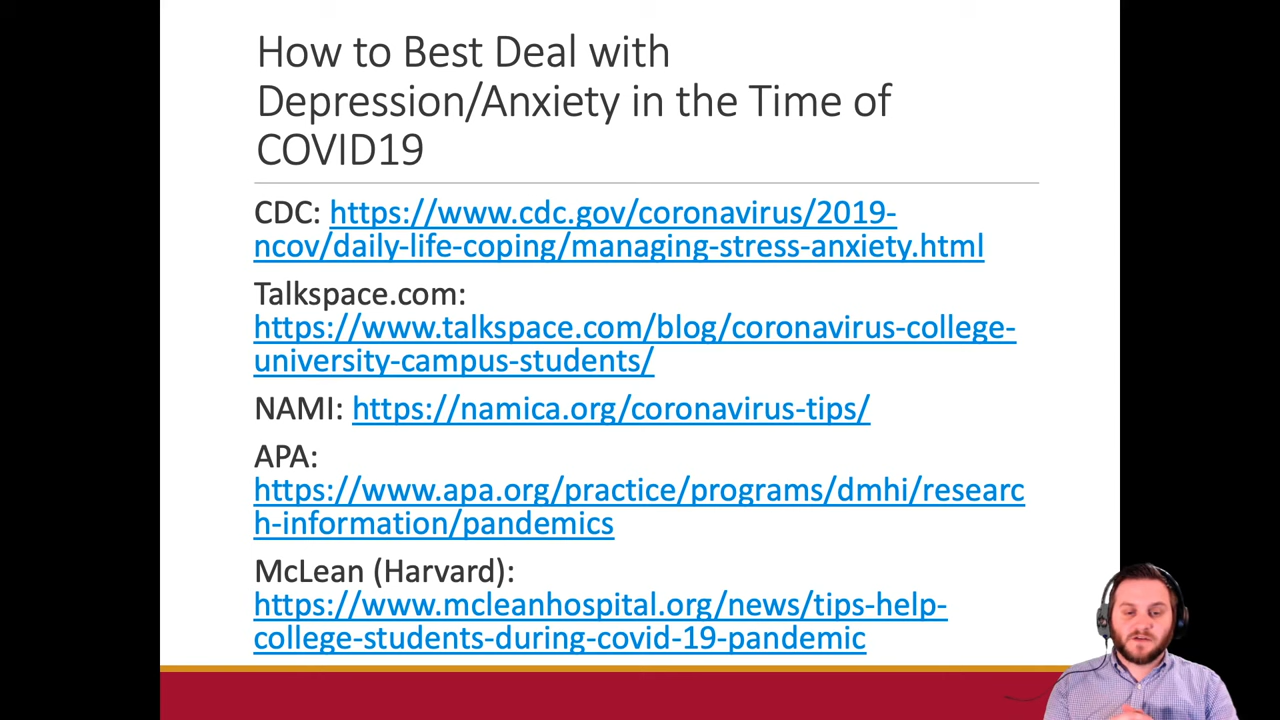 How to Best Deal with
Depression/Anxiety in the Time of
COVID19
CDC: https://www.cdc.gov/coronavirus/2019-
ncov/daily-life-coping/managing-stress-anxiety.html
Talkspace.com:
https://www.talkspace.com/blog/coronavirus-college-
university-campus-students/
NAMI: https://namica.org/coronavirus-tips/
APA:
https://www.apa.org/practice/programs/dmhi/researc
h-information/pandemics
McLean (Harvard):
https://www.mcleanhospital.org/news/tips-help-
college-students-during-covid-19-pandemic